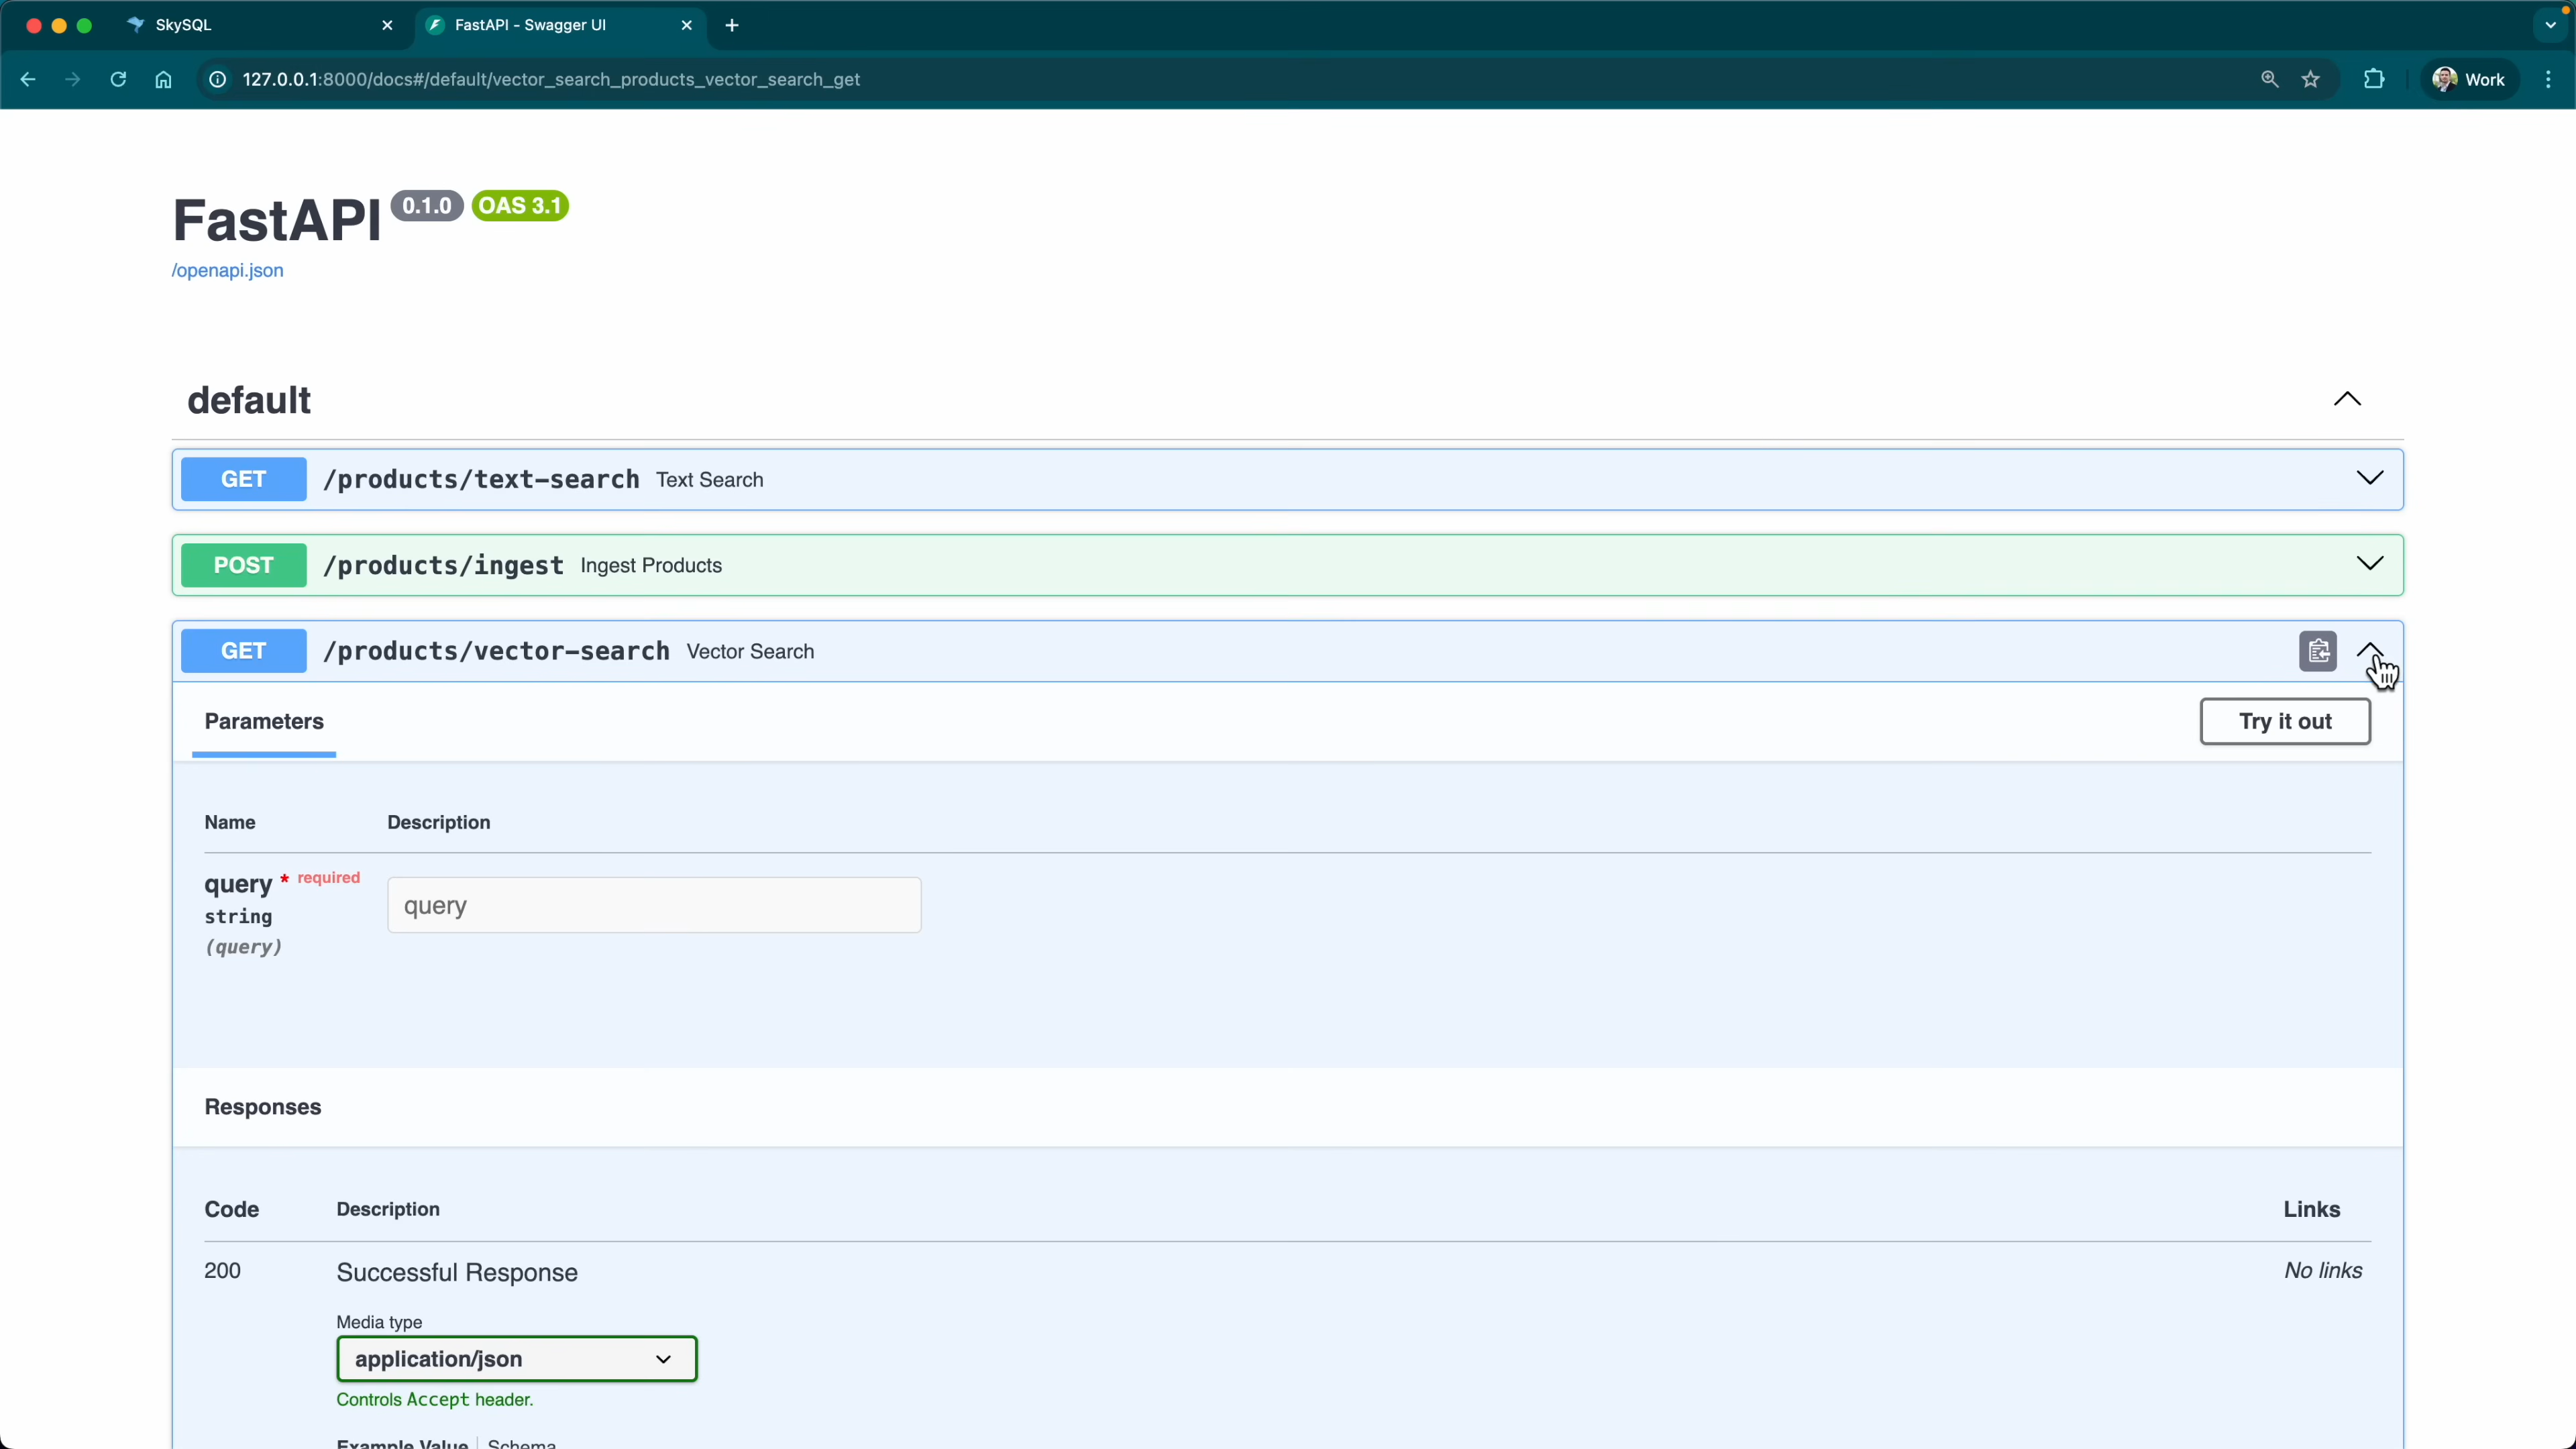 SkySQL
FastAPI - Swagger UI
127.0.0.1:8000/docs#/default/vector_search_products_vector_search_get
Work
FastAPI 0.1.0 OAS 3.1
/openapi.json
default
GET /products/text-search Text Search
POST /products/ingest Ingest Products
GET /products/vector-search Vector Search
Parameters
Try it out
Name Description
query * required
string
(query)
query
Responses
Code Description Links
200 Successful Response No links
Media type
application/json
Controls Accept header.
Example Value Schema